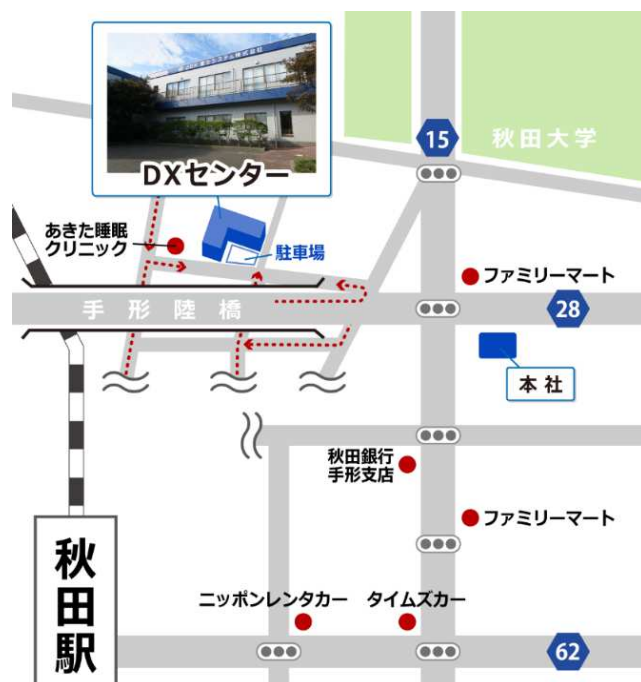 DXセンター
15
秋田大学
あきた睡眠
クリニック
駐車場
ファミリーマート
手形陸橋
28
本社
秋田銀行
手形支店
ファミリーマート
秋田駅
ニッポンレンタカー
タイムズカー
62